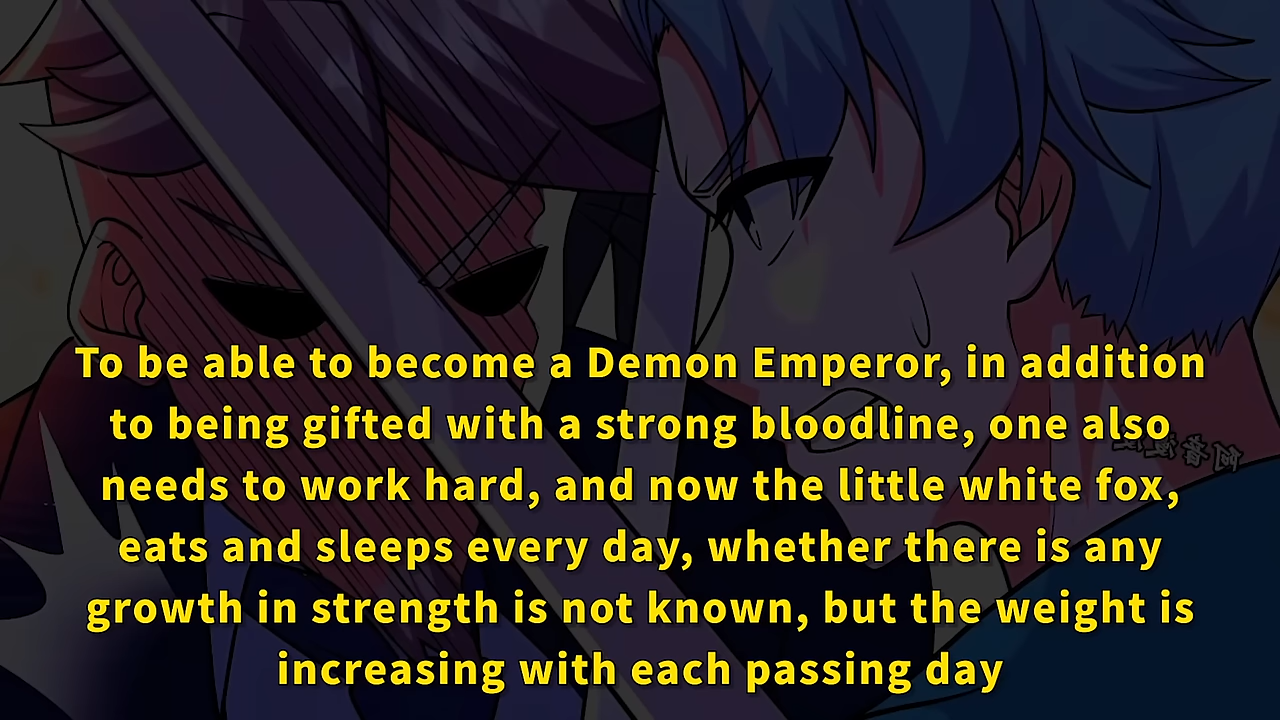 To be able to become a Demon Emperor, in addition
to being gifted with a strong bloodline, one also
needs to work hard, and now the little white fox,
eats and sleeps every day, whether there is any
growth in strength is not known, but the weight is
increasing with each passing day